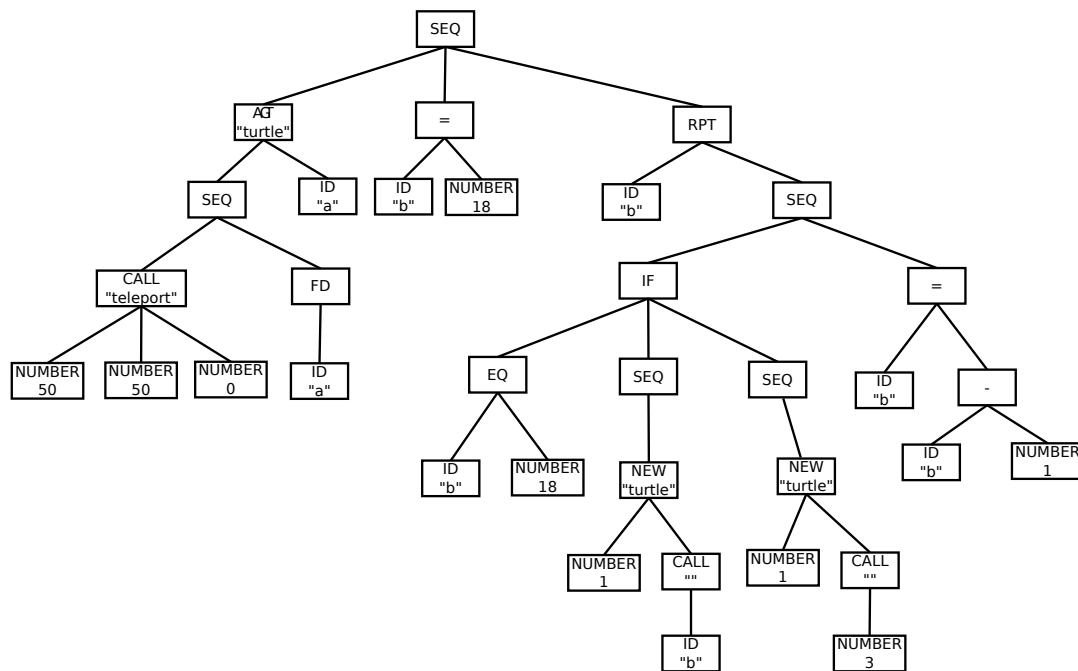 SEQ
AGT
"turtle"
=
RPT
SEQ
ID
"a"
ID
"b"
NUMBER
18
ID
"b"
SEQ
CALL
"teleport"
FD
IF
=
NUMBER
50
NUMBER
50
NUMBER
0
ID
"a"
EQ
SEQ
SEQ
ID
"b"
-
ID
"b"
NUMBER
18
NEW
"turtle"
NEW
"turtle"
ID
"b"
NUMBER
1
NUMBER
1
CALL
""
NUMBER
1
CALL
""
ID
"b"
NUMBER
3